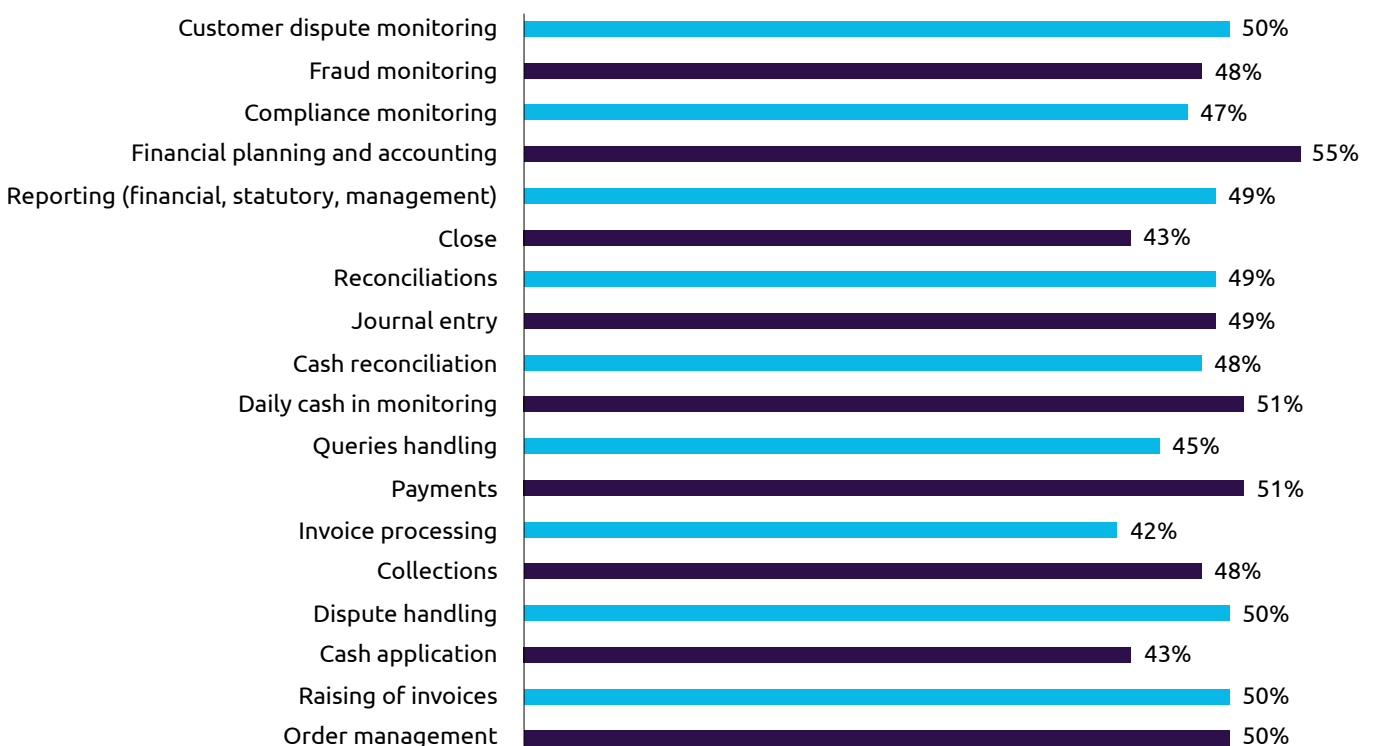 Customer dispute monitoring 50%
Fraud monitoring 48%
Compliance monitoring 47%
Financial planning and accounting 55%
Reporting (financial, statutory, management) 49%
Close 43%
Reconciliations 49%
Journal entry 49%
Cash reconciliation 48%
Daily cash in monitoring 51%
Queries handling 45%
Payments 51%
Invoice processing 42%
Collections 48%
Dispute handling 50%
Cash application 43%
Raising of invoices 50%
Order management 50%